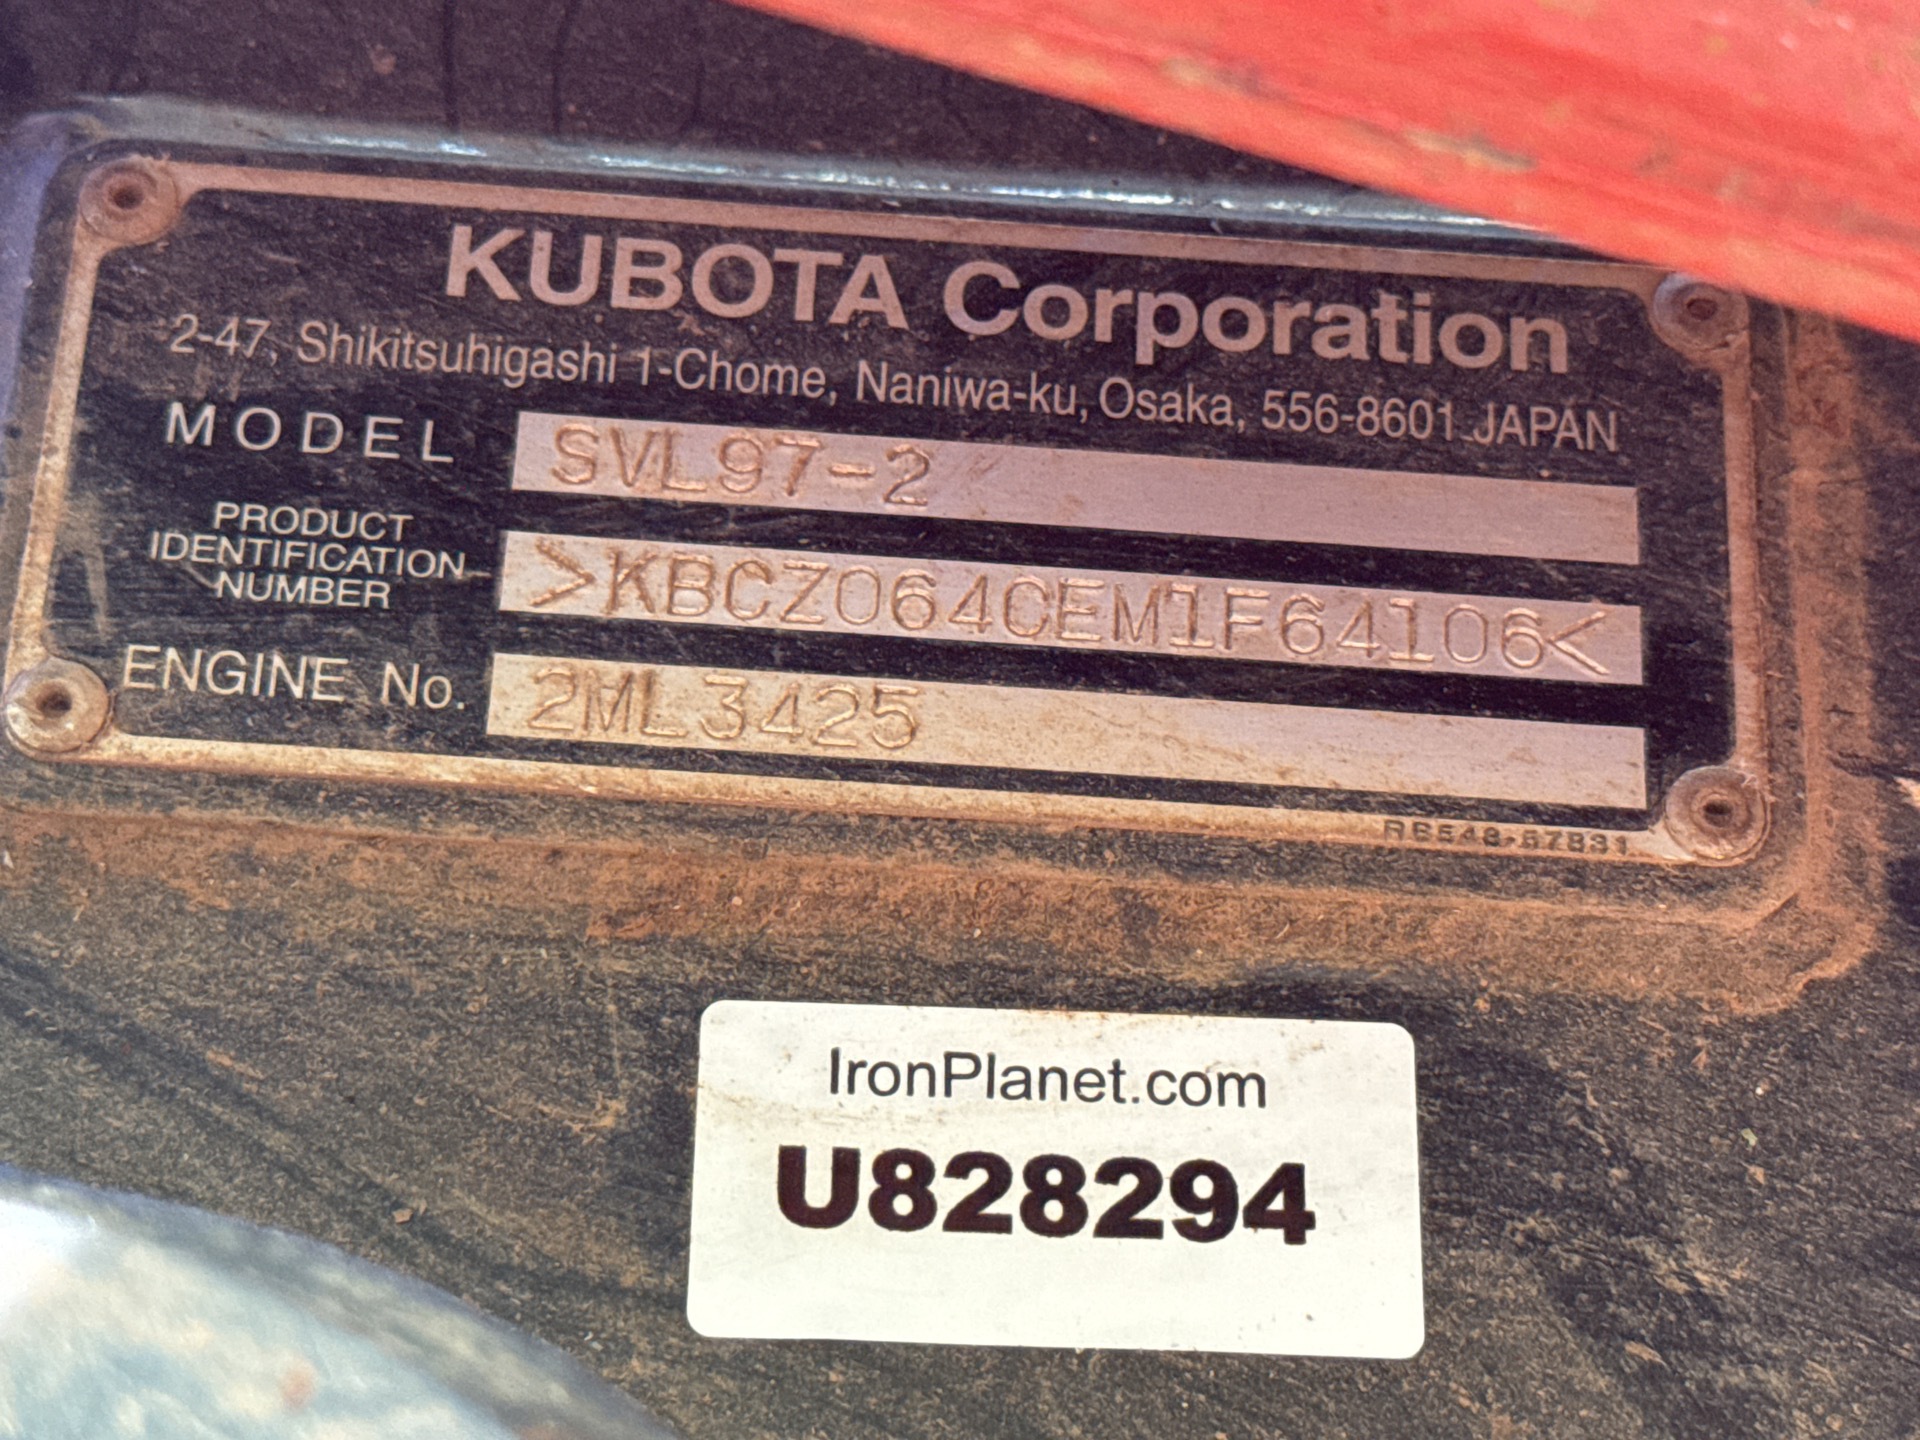 KUBOTA Corporation
2-47, Shikitsuhigashi 1-Chome, Naniwa-ku, Osaka, 556-8601 JAPAN
MODEL SVL97-2
PRODUCT
IDENTIFICATION
NUMBER
>KBCZ064CEM1F64106<
ENGINE No. 2ML3425
IronPlanet.com
U828294